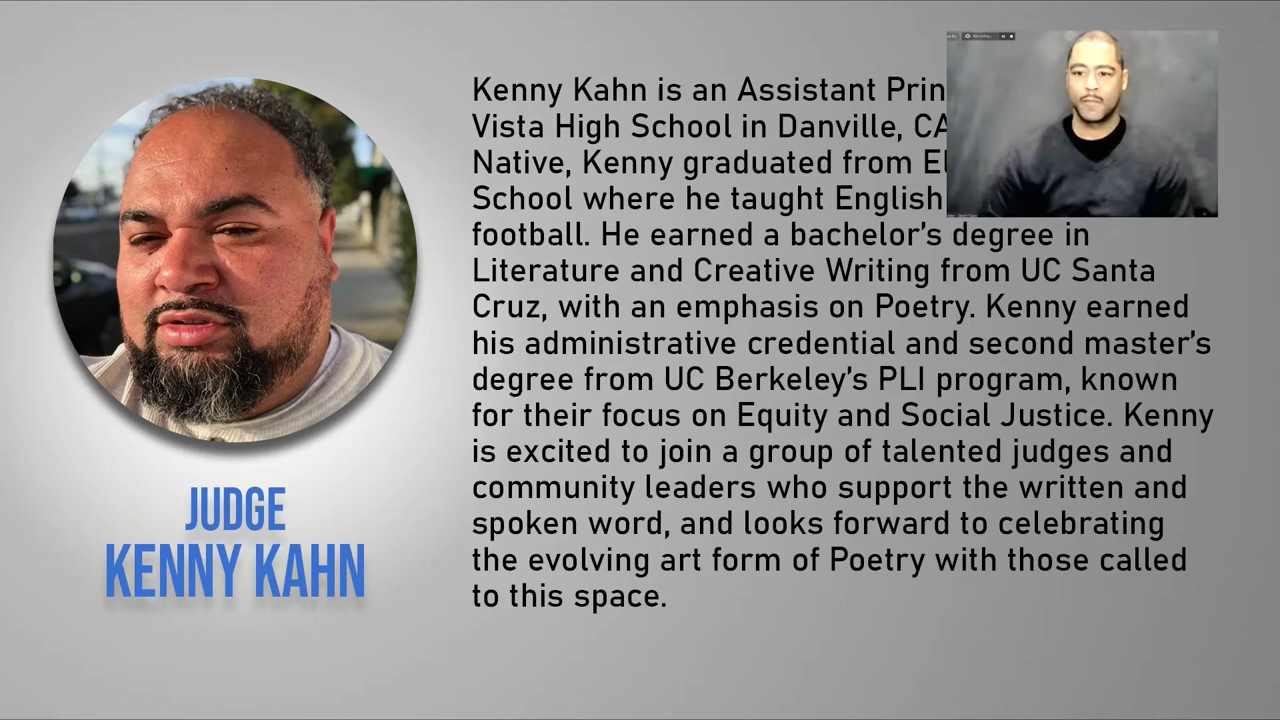 Kenny Kahn is an Assistant Prin
Vista High School in Danville, CA
Native, Kenny graduated from El
School where he taught English
football. He earned a bachelor's degree in
Literature and Creative Writing from UC Santa
Cruz, with an emphasis on Poetry. Kenny earned
his administrative credential and second master's
degree from UC Berkeley's PLI program, known
for their focus on Equity and Social Justice. Kenny
is excited to join a group of talented judges and
community leaders who support the written and
spoken word, and looks forward to celebrating
the evolving art form of Poetry with those called
to this space.
JUDGE
KENNY KAHN